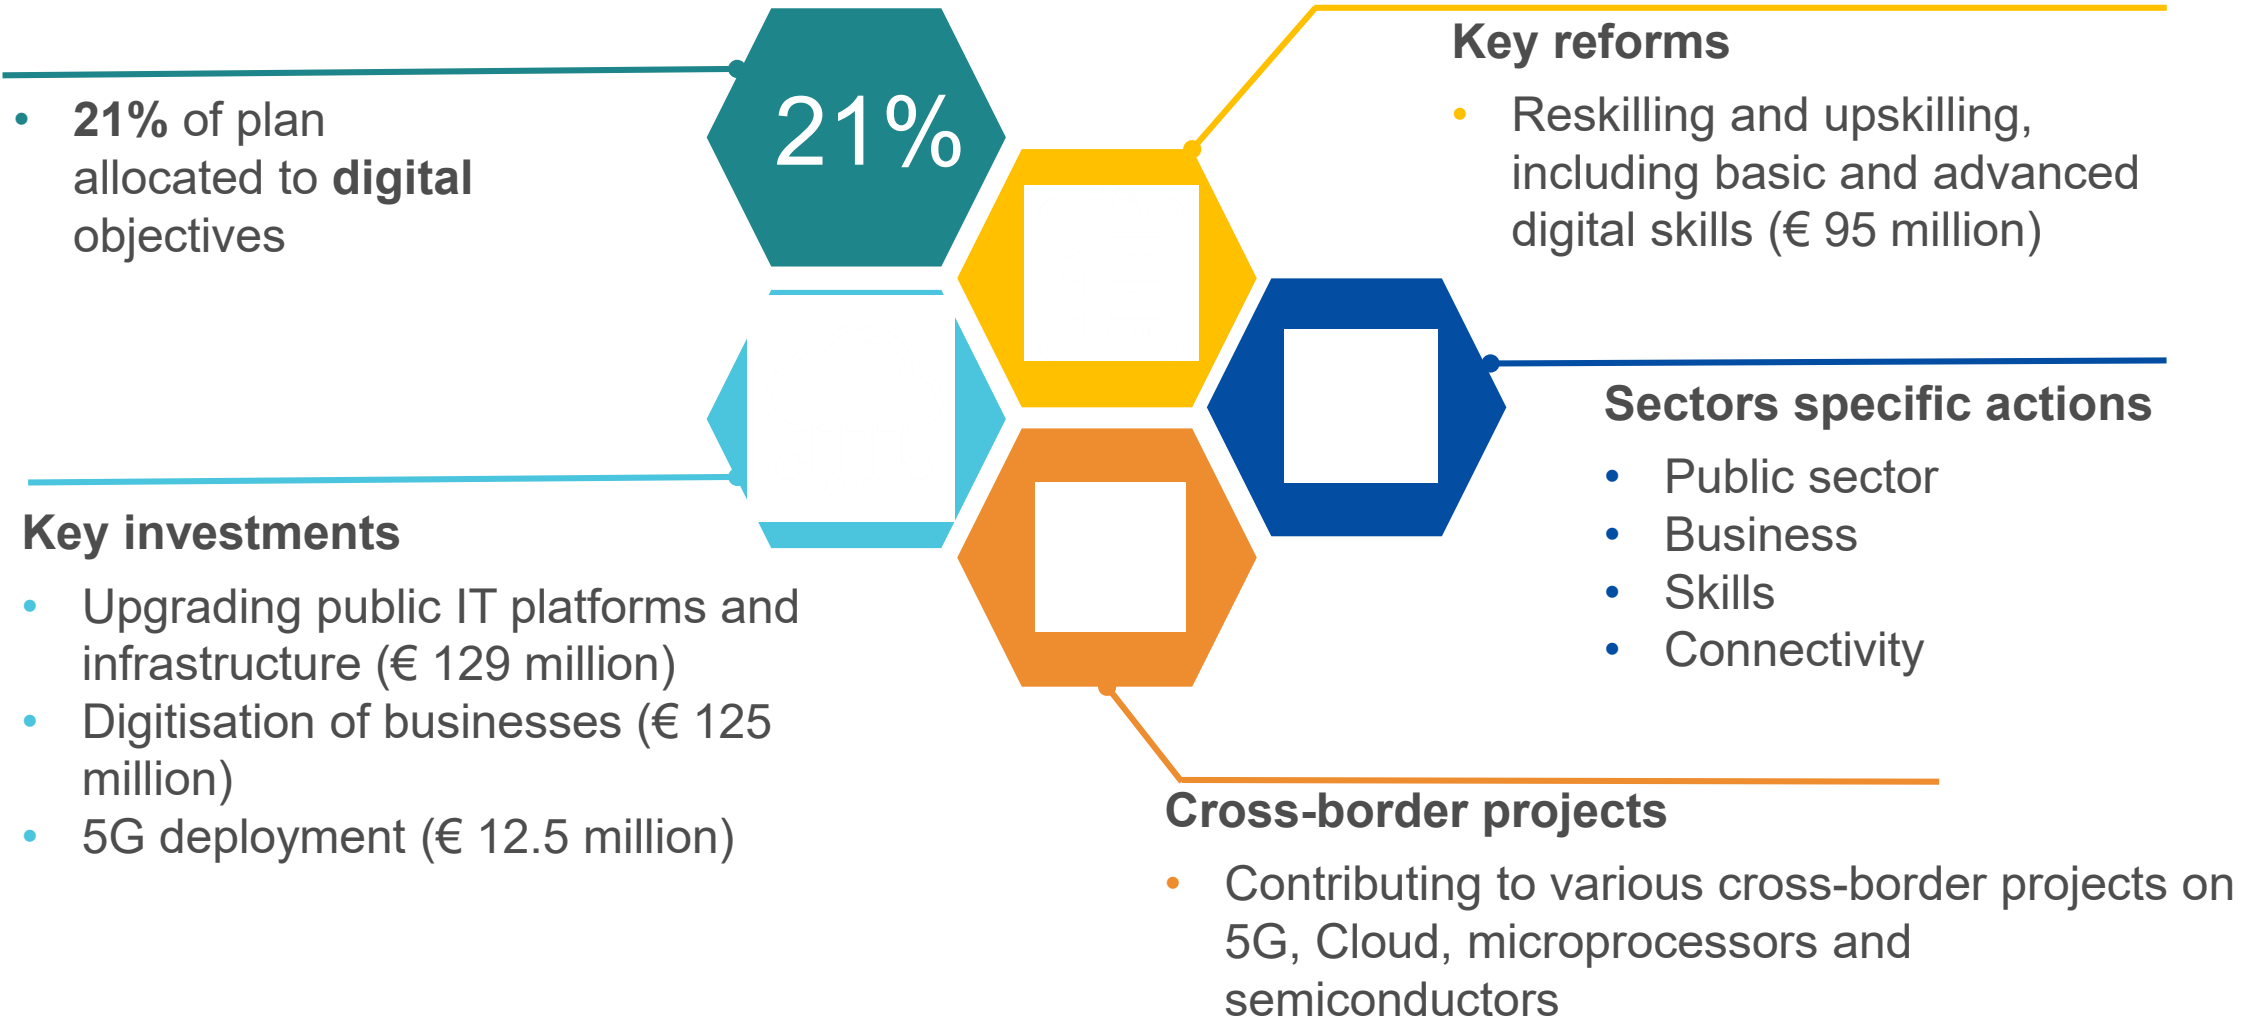 21% of plan
allocated to digital
objectives
21%
Key reforms
Reskilling and upskilling,
including basic and advanced
digital skills (€ 95 million)
Sectors specific actions
Public sector
Business
Skills
Connectivity
Key investments
Upgrading public IT platforms and
infrastructure (€ 129 million)
Digitisation of businesses (€ 125
million)
5G deployment (€ 12.5 million)
Cross-border projects
Contributing to various cross-border projects on
5G, Cloud, microprocessors and
semiconductors